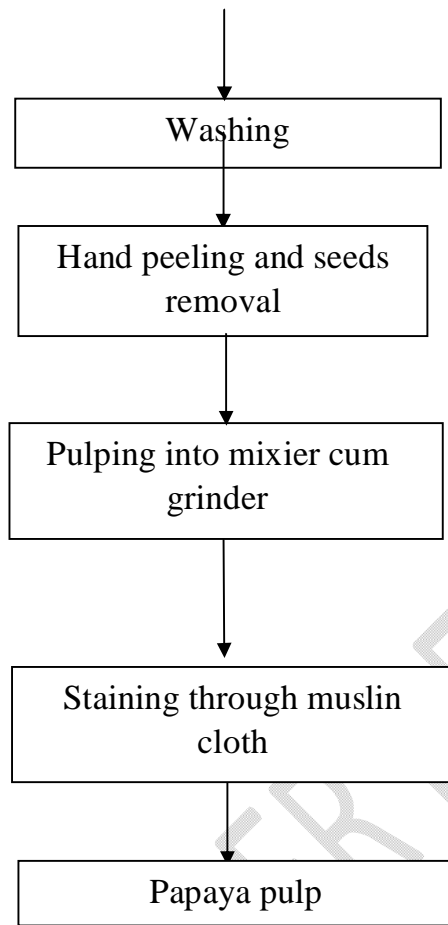 Washing
Hand peeling and seeds
removal
Pulping into mixier cum
grinder
Staining through muslin
cloth
Papaya pulp